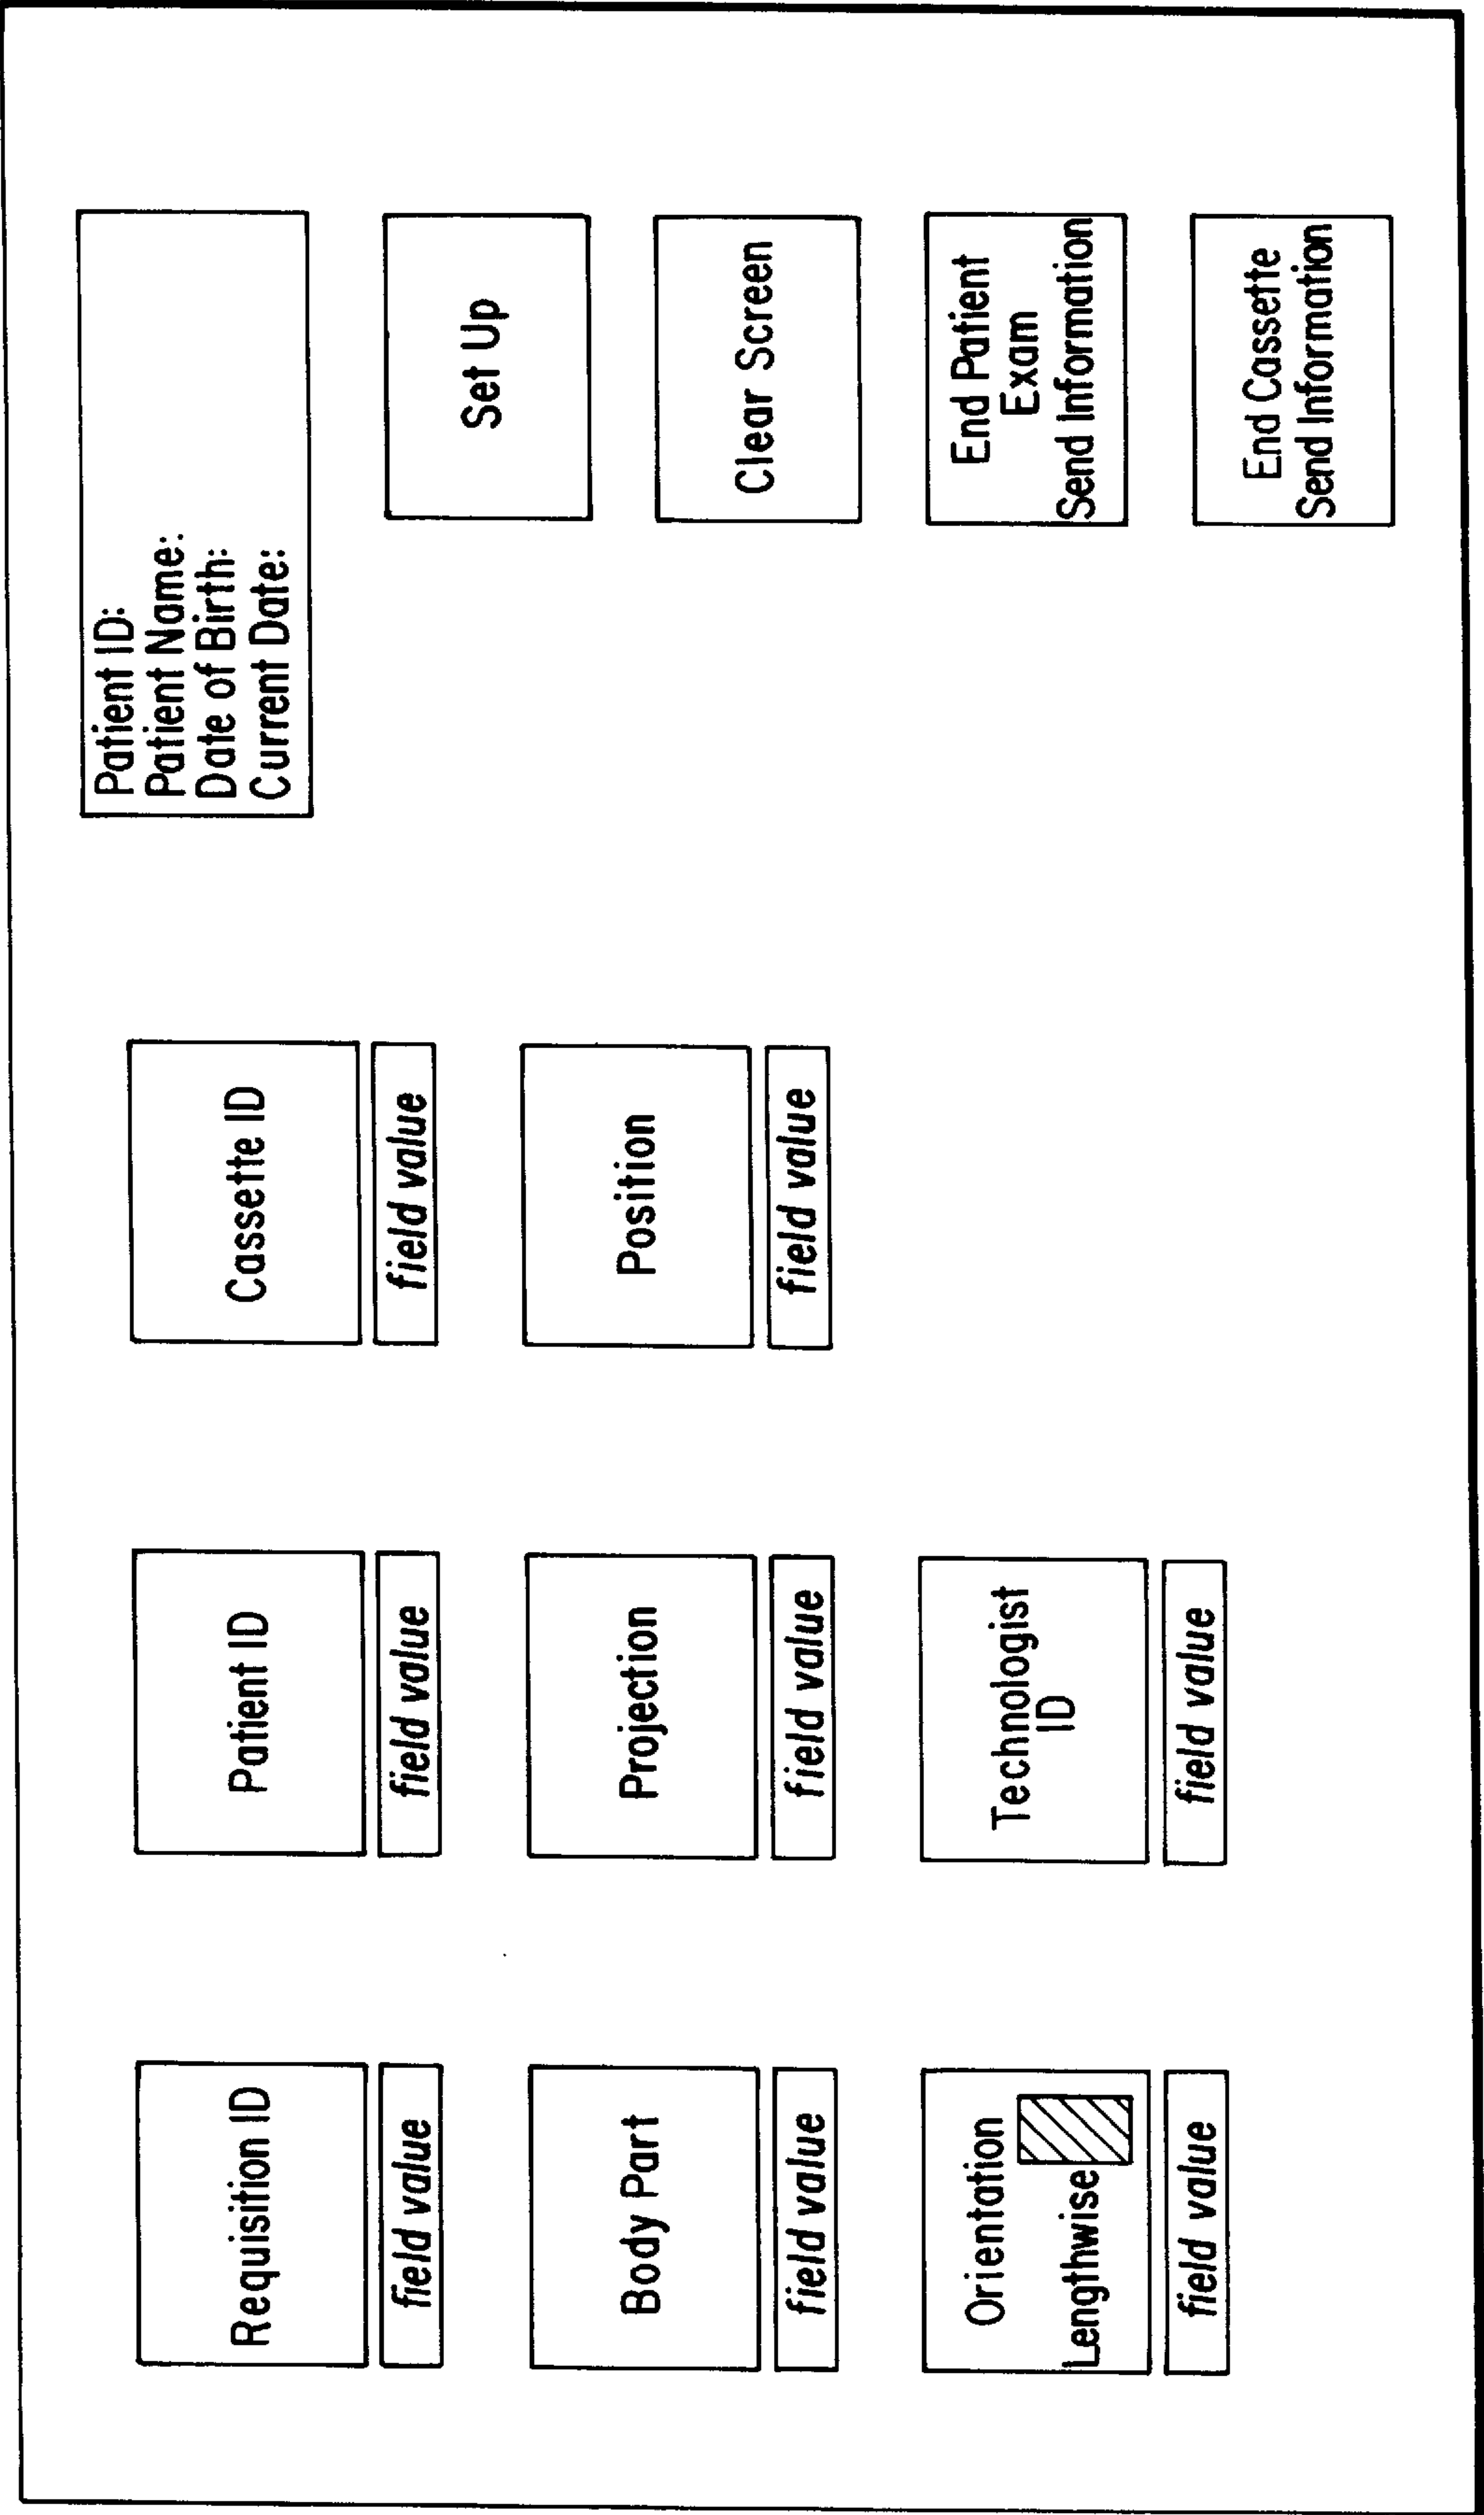 Requisition ID
field value
Patient ID
field value
Cassette ID
field value
Patient ID:
Patient Name:
Date of Birth:
Current Date:
Body Part
field value
Projection
field value
Position
field value
Set Up
Clear Screen
Orientation
Lengthwise
field value
Technologist
ID
field value
End Patient
Exam
Send Information
End Cassette
Send Information